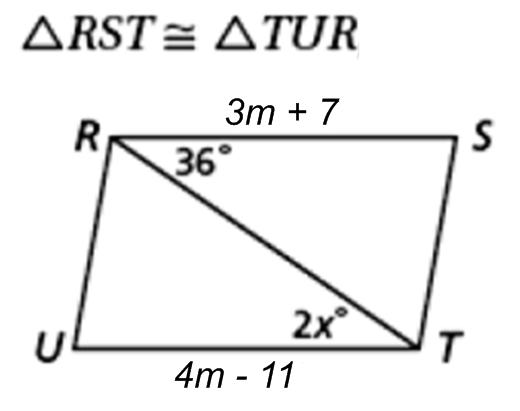 △RST ≅ △TUR
3m + 7
R
S
36°
2x°
U
T
4m - 11